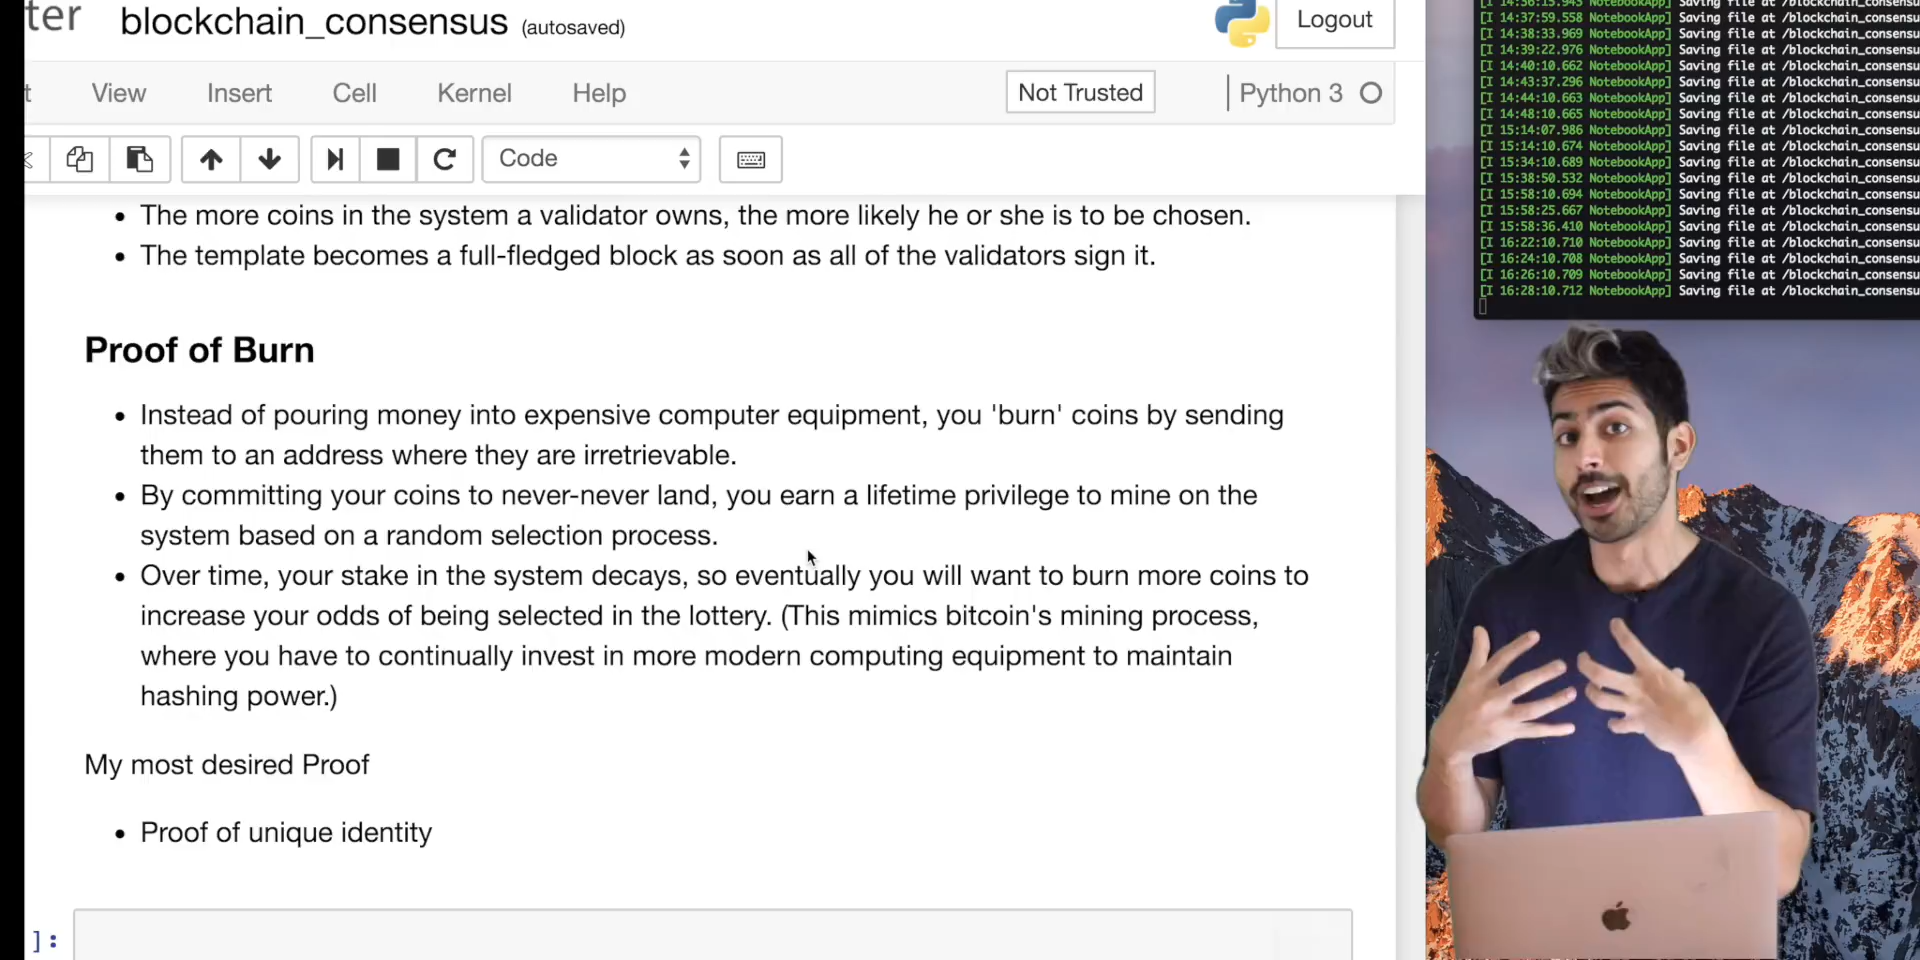 ter blockchain_consensus (autosaved) Logout
t View Insert Cell Kernel Help Not Trusted Python 3
Code
• The more coins in the system a validator owns, the more likely he or she is to be chosen.
• The template becomes a full-fledged block as soon as all of the validators sign it.
Proof of Burn
• Instead of pouring money into expensive computer equipment, you 'burn' coins by sending
them to an address where they are irretrievable.
• By committing your coins to never-never land, you earn a lifetime privilege to mine on the
system based on a random selection process.
• Over time, your stake in the system decays, so eventually you will want to burn more coins to
increase your odds of being selected in the lottery. (This mimics bitcoin's mining process,
where you have to continually invest in more modern computing equipment to maintain
hashing power.)
My most desired Proof
• Proof of unique identity
]:
[I 14:36:15.943 NotebookApp] Saving file at /blockchain_consensu
[I 14:37:59.558 NotebookApp] Saving file at /blockchain_consensu
[I 14:38:33.969 NotebookApp] Saving file at /blockchain_consensu
[I 14:39:22.976 NotebookApp] Saving file at /blockchain_consensu
[I 14:40:10.662 NotebookApp] Saving file at /blockchain_consensu
[I 14:43:37.296 NotebookApp] Saving file at /blockchain_consensu
[I 14:44:10.663 NotebookApp] Saving file at /blockchain_consensu
[I 14:48:10.665 NotebookApp] Saving file at /blockchain_consensu
[I 15:14:07.986 NotebookApp] Saving file at /blockchain_consensu
[I 15:14:10.674 NotebookApp] Saving file at /blockchain_consensu
[I 15:34:10.689 NotebookApp] Saving file at /blockchain_consensu
[I 15:38:50.532 NotebookApp] Saving file at /blockchain_consensu
[I 15:58:10.694 NotebookApp] Saving file at /blockchain_consensu
[I 15:58:25.667 NotebookApp] Saving file at /blockchain_consensu
[I 15:58:36.410 NotebookApp] Saving file at /blockchain_consensu
[I 16:22:10.710 NotebookApp] Saving file at /blockchain_consensu
[I 16:24:10.708 NotebookApp] Saving file at /blockchain_consensu
[I 16:26:10.709 NotebookApp] Saving file at /blockchain_consensu
[I 16:28:10.712 NotebookApp] Saving file at /blockchain_consensu